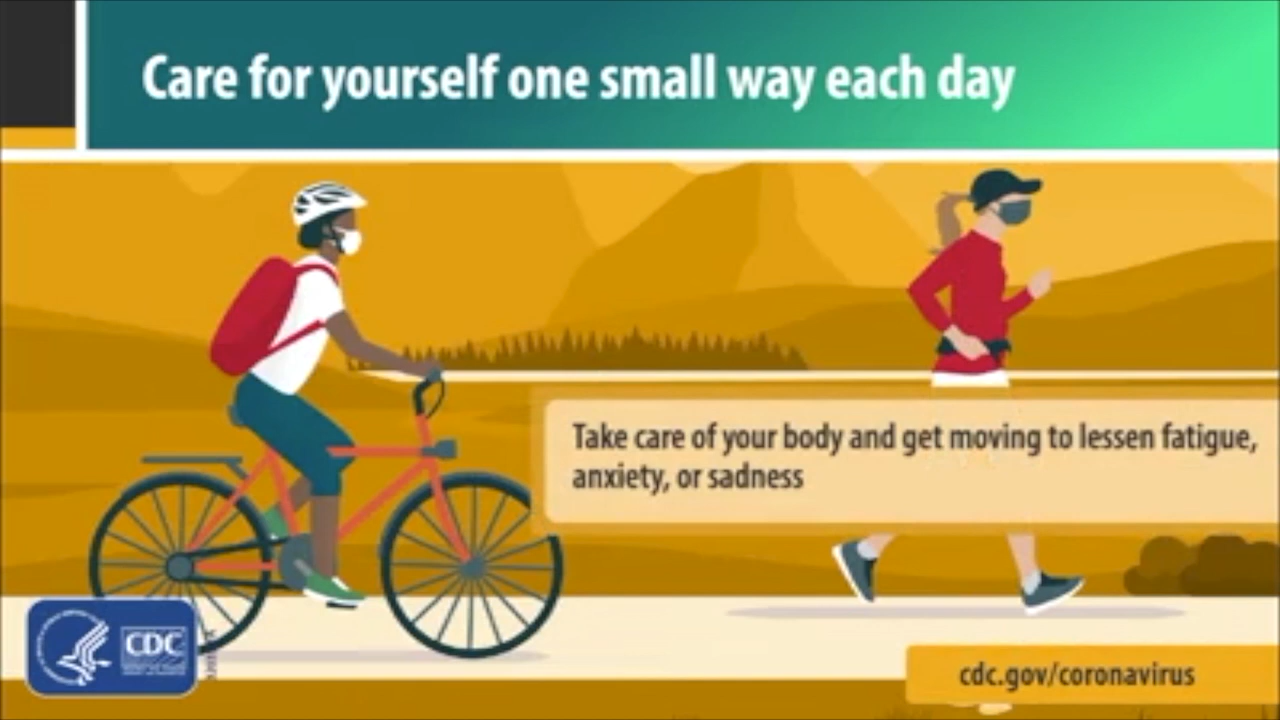 Care for yourself one small way each day
Take care of your body and get moving to lessen fatigue,
anxiety, or sadness
CDC
cdc.gov/coronavirus